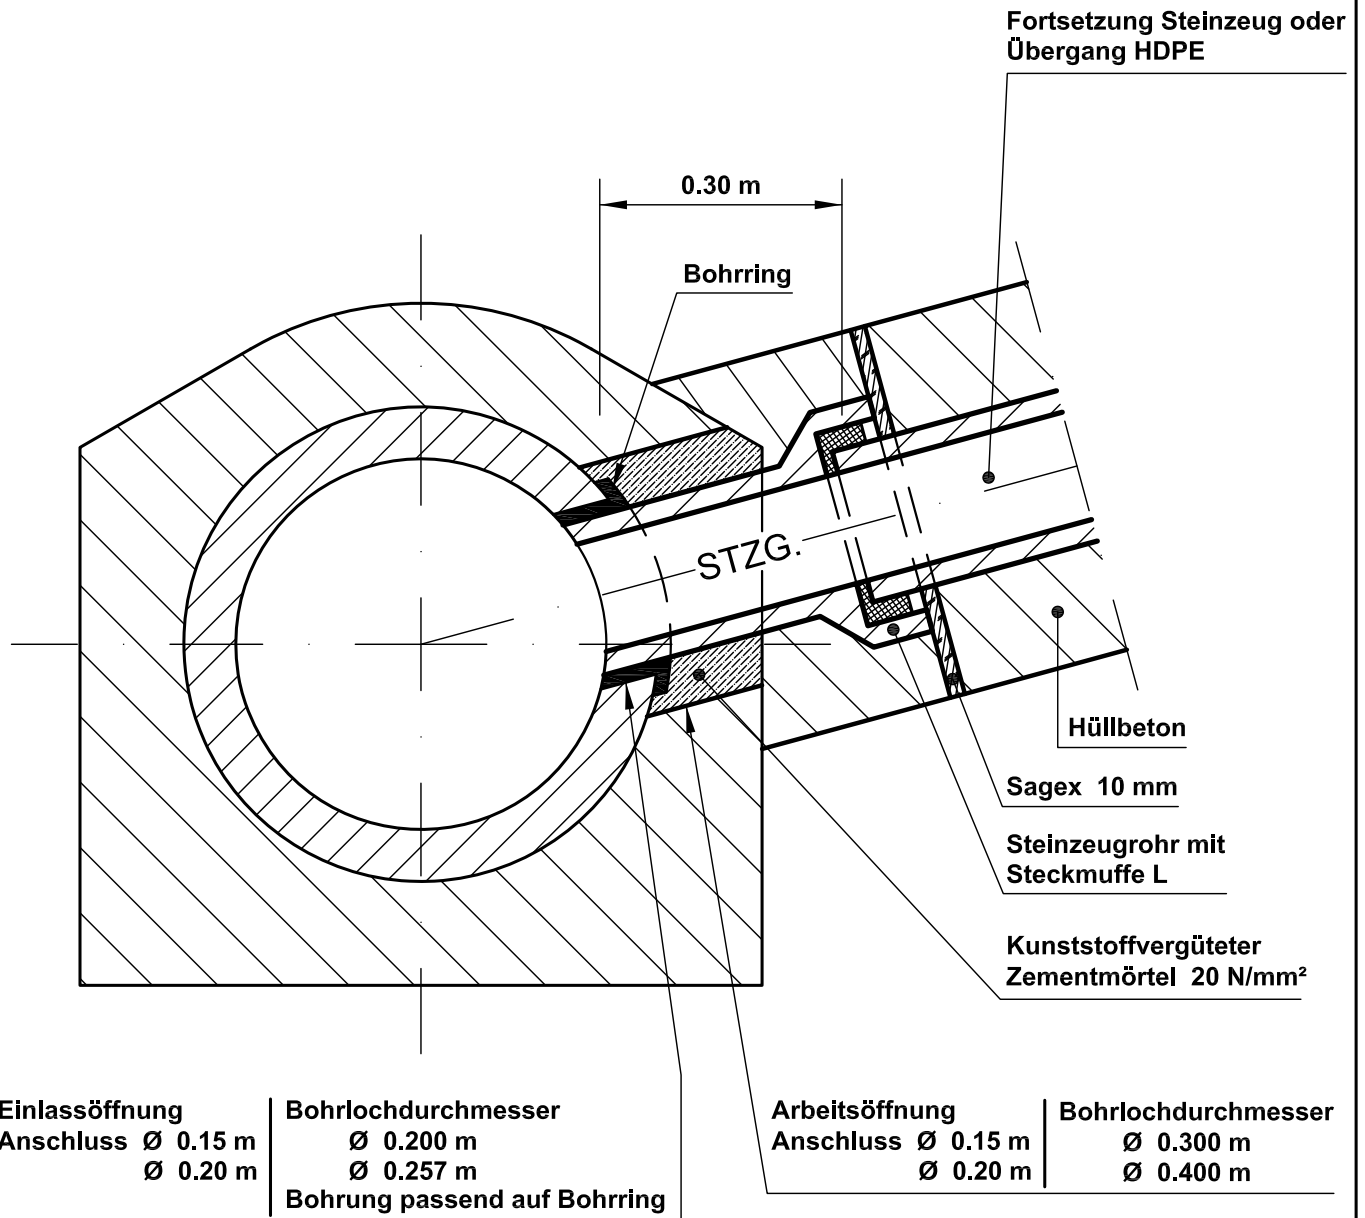 Fortsetzung Steinzeug oder
Übergang HDPE
0.30 m
Bohrring
STZG.
Hüllbeton
Sagex 10 mm
Steinzeugrohr mit
Steckmuffe L
Kunststoffvergüteter
Zementmörtel 20 N/mm²
Einlassöffnung
Anschluss Ø 0.15 m
Ø 0.20 m
Bohrlochdurchmesser
Ø 0.200 m
Ø 0.257 m
Bohrung passend auf Bohrring
Arbeitsöffnung
Anschluss Ø 0.15 m
Ø 0.20 m
Bohrlochdurchmesser
Ø 0.300 m
Ø 0.400 m